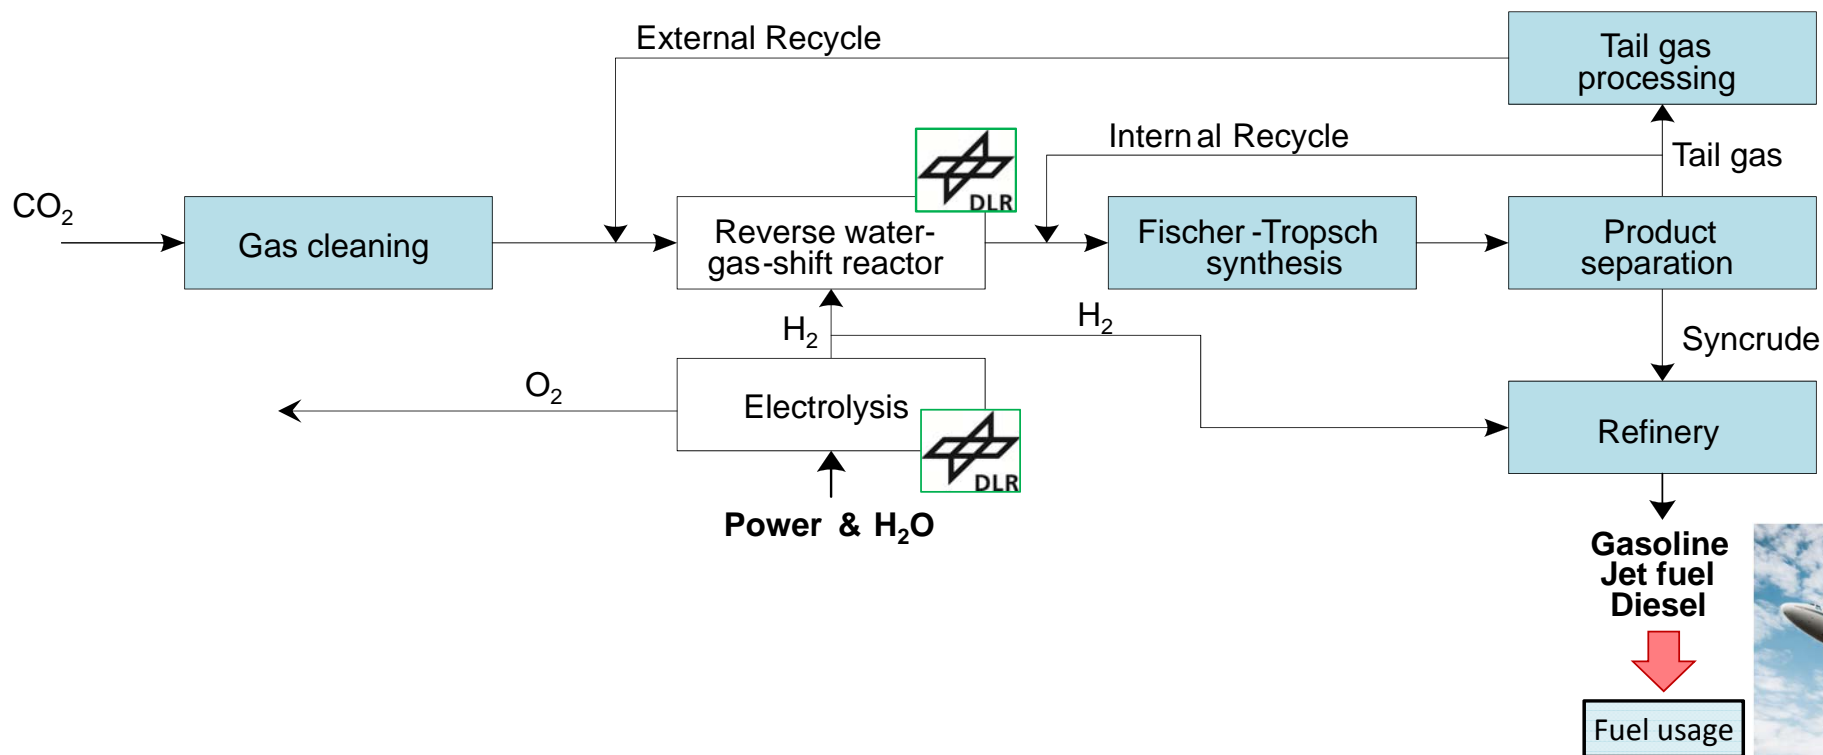 External Recycle
Tail gas
processing
Internal Recycle
Tail gas
DLR
CO₂
Gas cleaning
Reverse water-
gas-shift reactor
Fischer-Tropsch
synthesis
Product
separation
H₂
H₂
Syncrude
O₂
Electrolysis
DLR
Refinery
Power & H₂O
Gasoline
Jet fuel
Diesel
Fuel usage